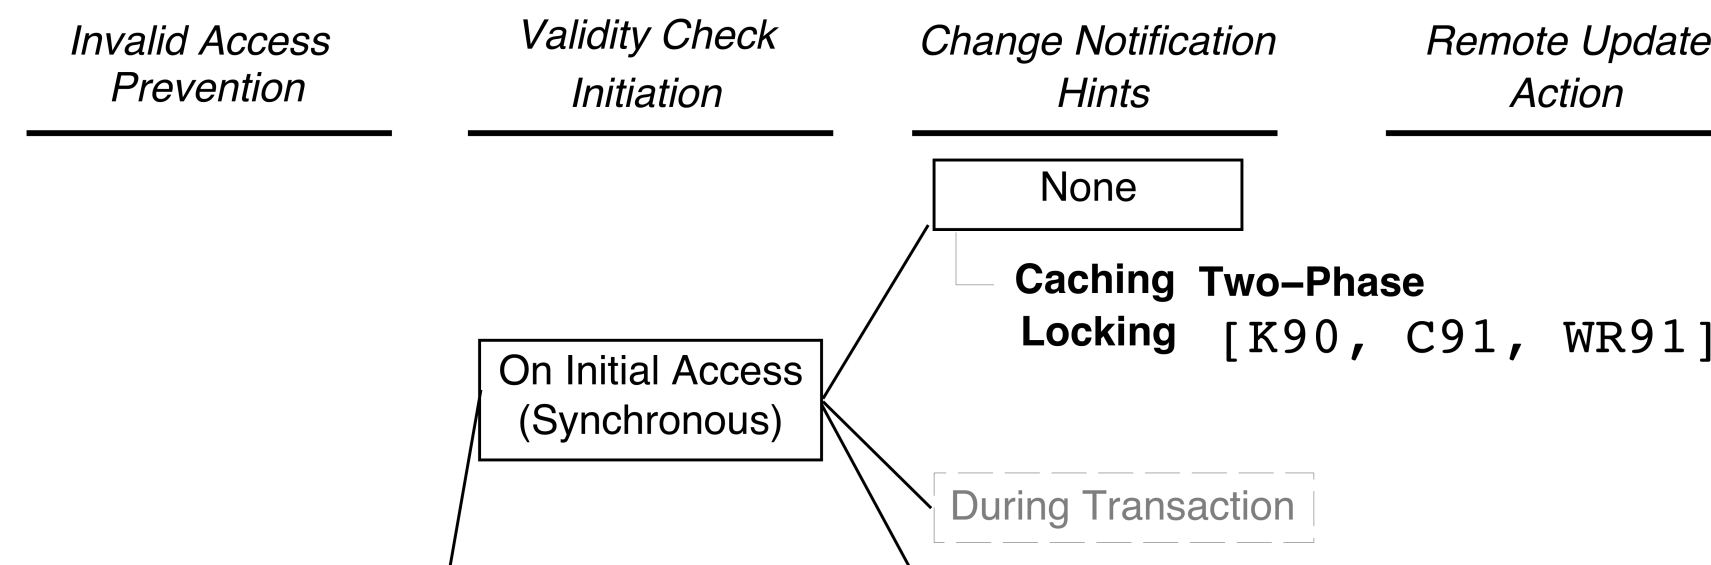 Invalid Access
Prevention
Validity Check
Initiation
Change Notification
Hints
Remote Update
Action
None
Caching Two–Phase
Locking [K90, C91, WR91]
On Initial Access
(Synchronous)
During Transaction